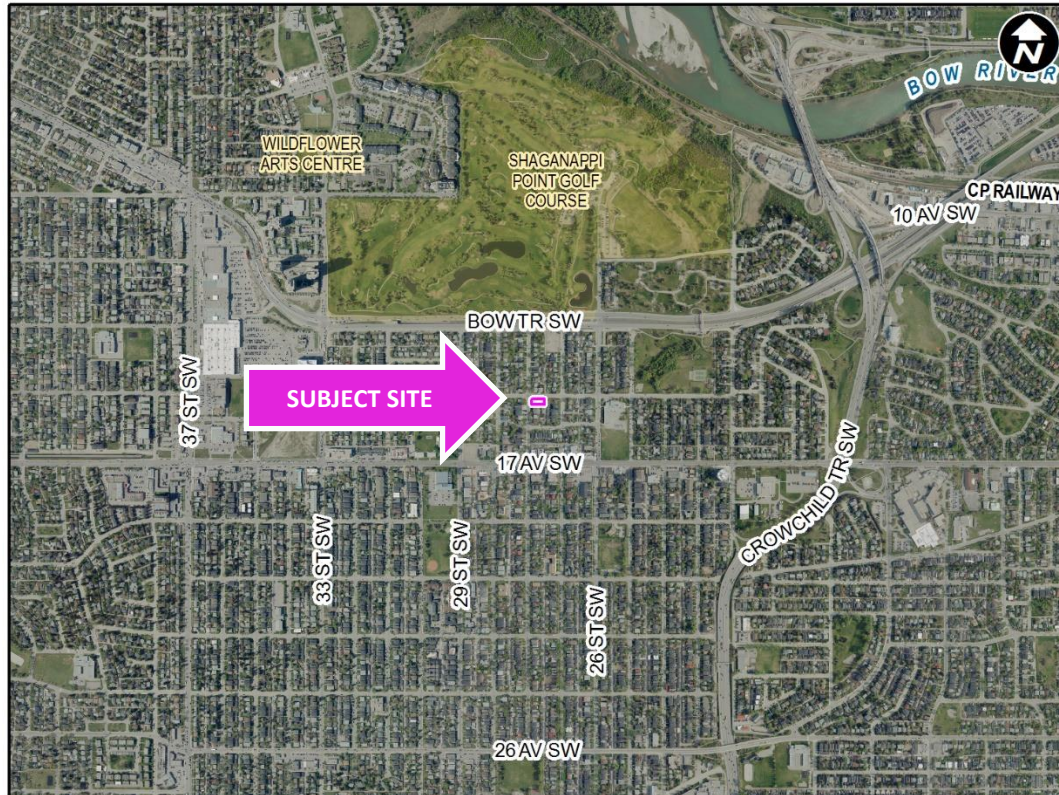 N
BOW RIVER
WILDFLOWER
ARTS CENTRE
SHAGANAPPI
POINT GOLF
COURSE
CP RAILWAY
10 AV SW
BOW TR SW
SUBJECT SITE
37 ST SW
17 AV SW
CROWCHILD TR SW
33 ST SW
29 ST SW
26 ST SW
26 AV SW